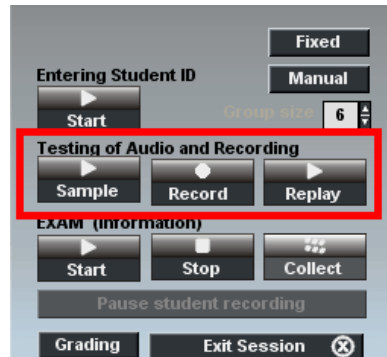 Fixed
Entering Student ID Manual
Start Group size 6
Testing of Audio and Recording
Sample Record Replay
EXAM (Information)
Start Stop Collect
Pause student recording
Grading Exit Session